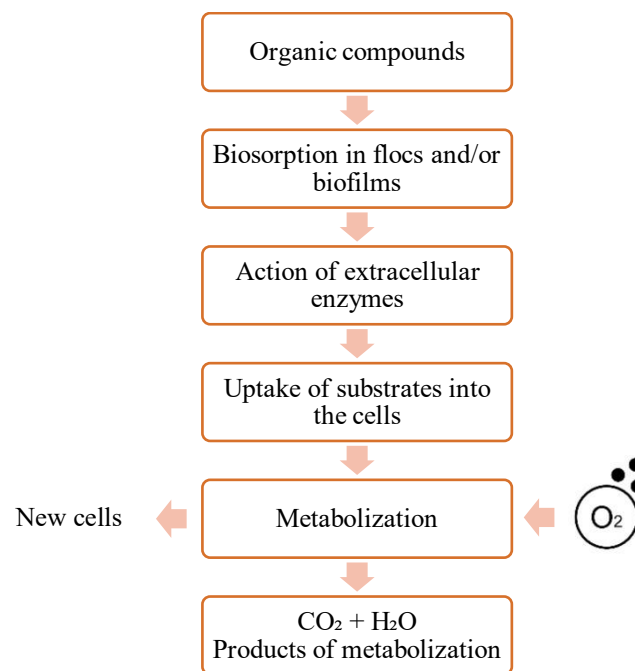 Organic compounds
Biosorption in flocs and/or
biofilms
Action of extracellular
enzymes
Uptake of substrates into
the cells
New cells
Metabolization
O₂
CO₂ + H₂O
Products of metabolization